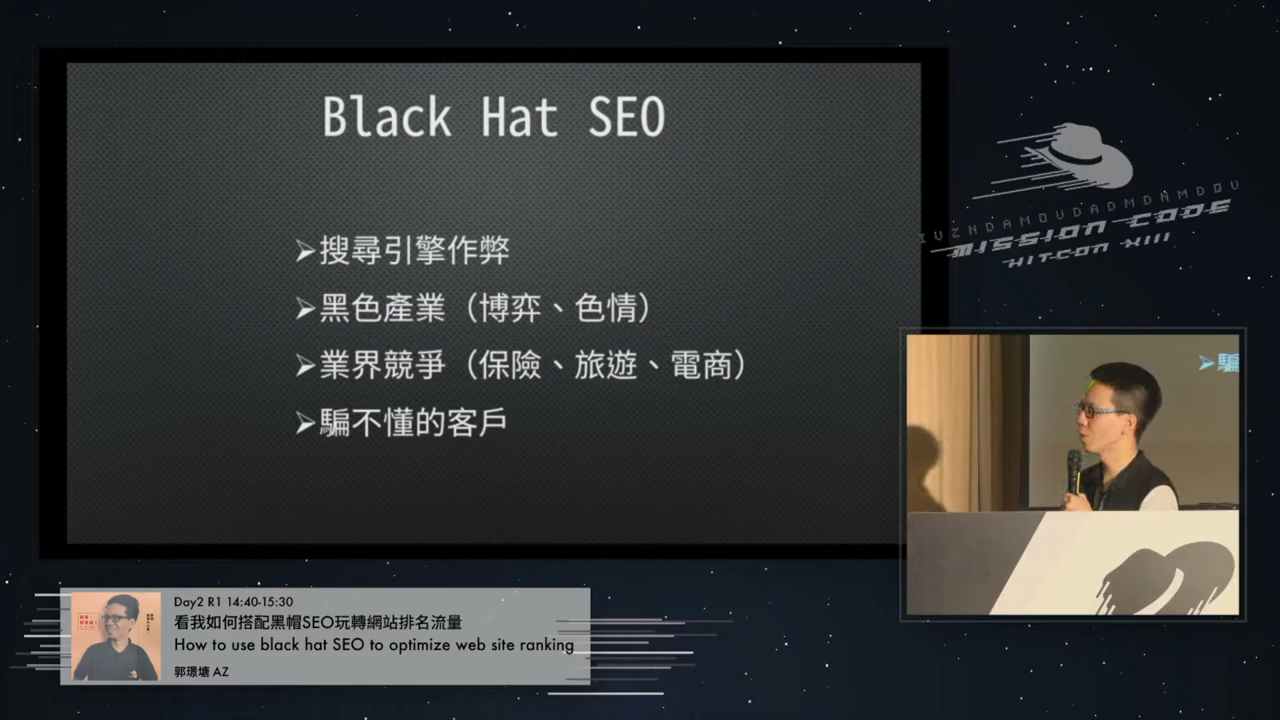 Black Hat SEO
➢搜尋引擎作弊
➢黑色產業（博弈、色情）
➢業界競爭（保險、旅遊、電商）
➢騙不懂的客戶
MISSION CODE
HITCON XIII
➢騙
Day2 R1 14:40-15:30
看我如何搭配黑帽SEO玩轉網站排名流量
How to use black hat SEO to optimize web site ranking
郭璟塘 AZ